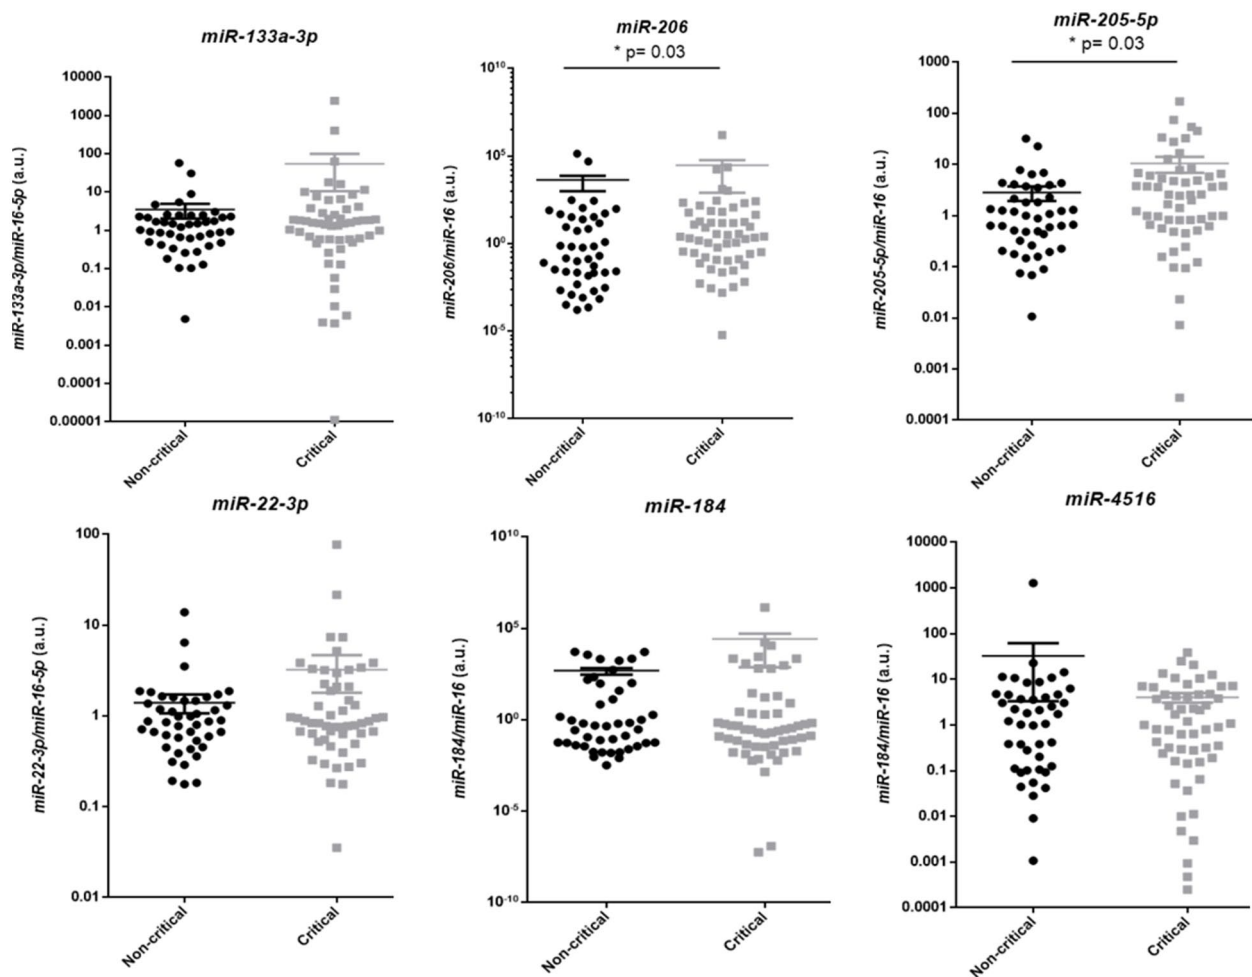 miR-133a-3p
miR-133a-3p/miR-16-5p (a.u.)
10000
1000
100
10
1
0.1
0.01
0.001
0.0001
0.00001
Non-critical
Critical
miR-206
* p= 0.03
miR-206/miR-16 (a.u.)
10¹⁰
10⁵
10⁰
10⁻⁵
10⁻¹⁰
Non-critical
Critical
miR-205-5p
* p= 0.03
miR-205-5p/miR-16 (a.u.)
1000
100
10
1
0.1
0.01
0.001
0.0001
Non-critical
Critical
miR-22-3p
miR-22-3p/miR-16-5p (a.u.)
100
10
1
0.1
0.01
Non-critical
Critical
miR-184
miR-184/miR-16 (a.u.)
10¹⁰
10⁵
10⁰
10⁻⁵
10⁻¹⁰
Non-critical
Critical
miR-4516
miR-184/miR-16 (a.u.)
10000
1000
100
10
1
0.1
0.01
0.001
0.0001
Non-critical
Critical